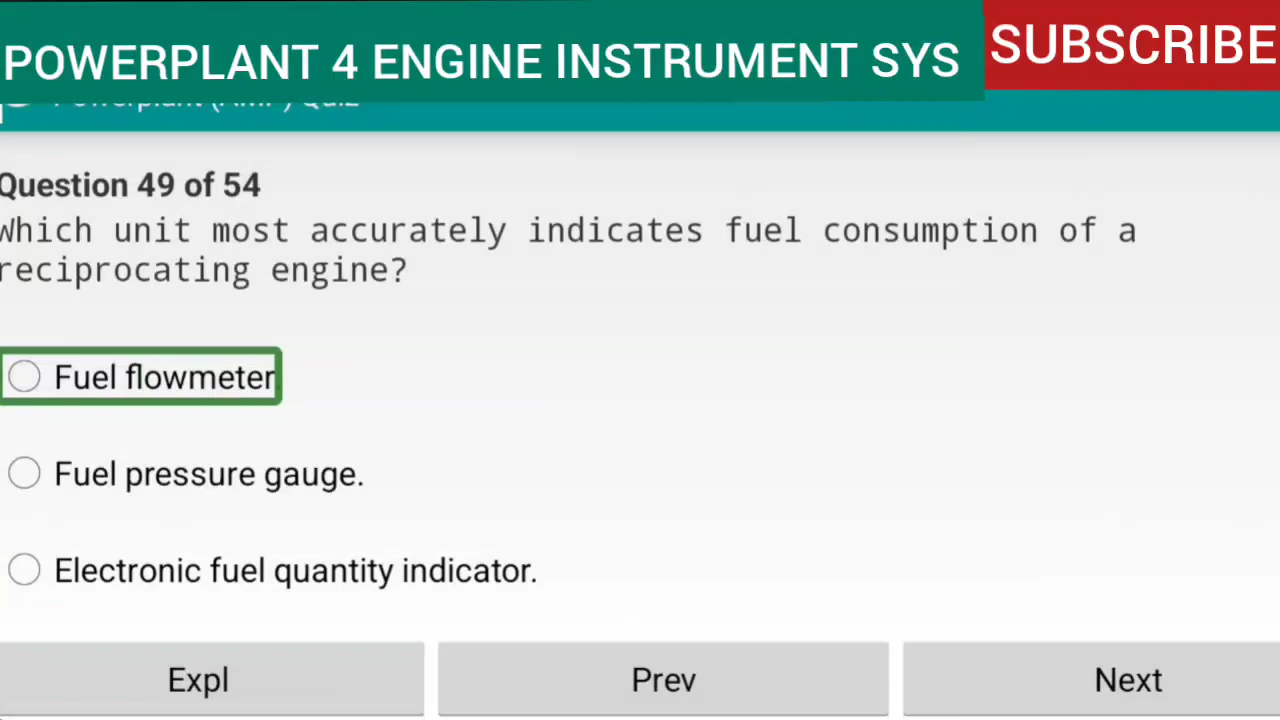 POWERPLANT 4 ENGINE INSTRUMENT SYS
SUBSCRIBE
Question 49 of 54
Which unit most accurately indicates fuel consumption of a
reciprocating engine?
Fuel flowmeter
Fuel pressure gauge.
Electronic fuel quantity indicator.
Expl
Prev
Next